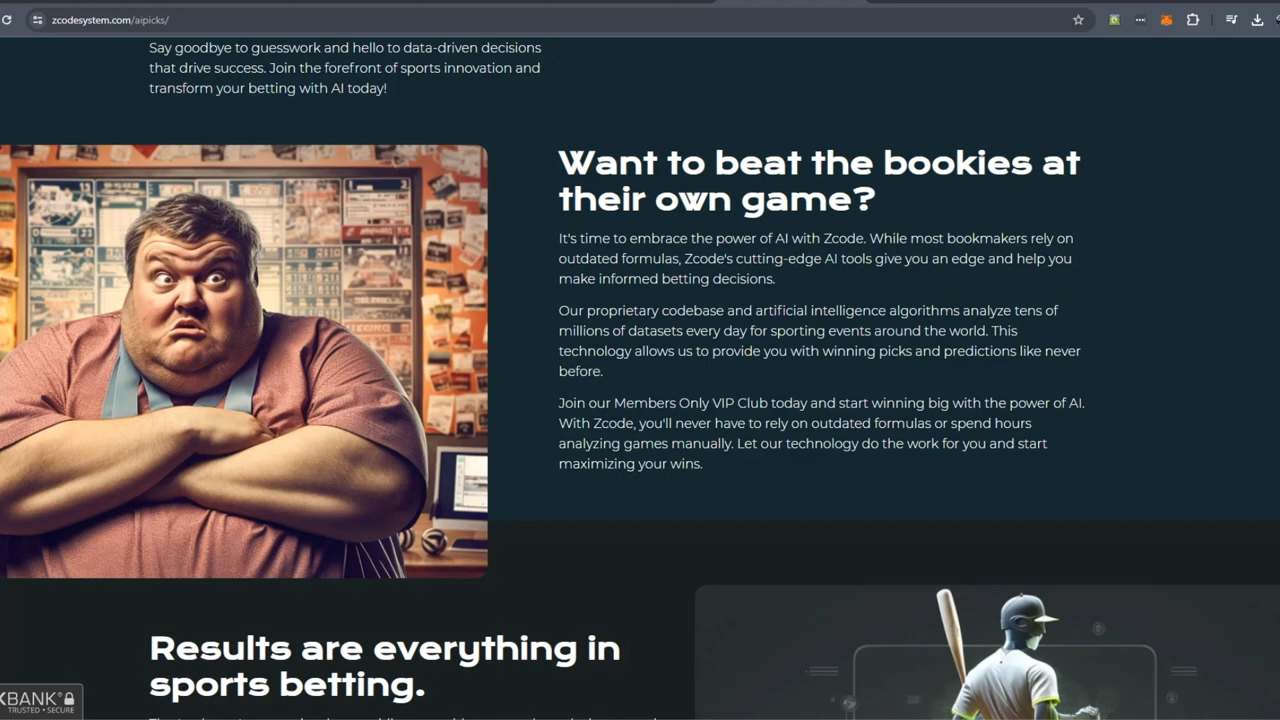 zcodesystem.com/aipicks/
Say goodbye to guesswork and hello to data-driven decisions
that drive success. Join the forefront of sports innovation and
transform your betting with AI today!
Want to beat the bookies at
their own game?
It's time to embrace the power of AI with Zcode. While most bookmakers rely on
outdated formulas, Zcode's cutting-edge AI tools give you an edge and help you
make informed betting decisions.
Our proprietary codebase and artificial intelligence algorithms analyze tens of
millions of datasets every day for sporting events around the world. This
technology allows us to provide you with winning picks and predictions like never
before.
Join our Members Only VIP Club today and start winning big with the power of AI.
With Zcode, you'll never have to rely on outdated formulas or spend hours
analyzing games manually. Let our technology do the work for you and start
maximizing your wins.
Results are everything in
sports betting.
KBANK®
TRUSTED • SECURE